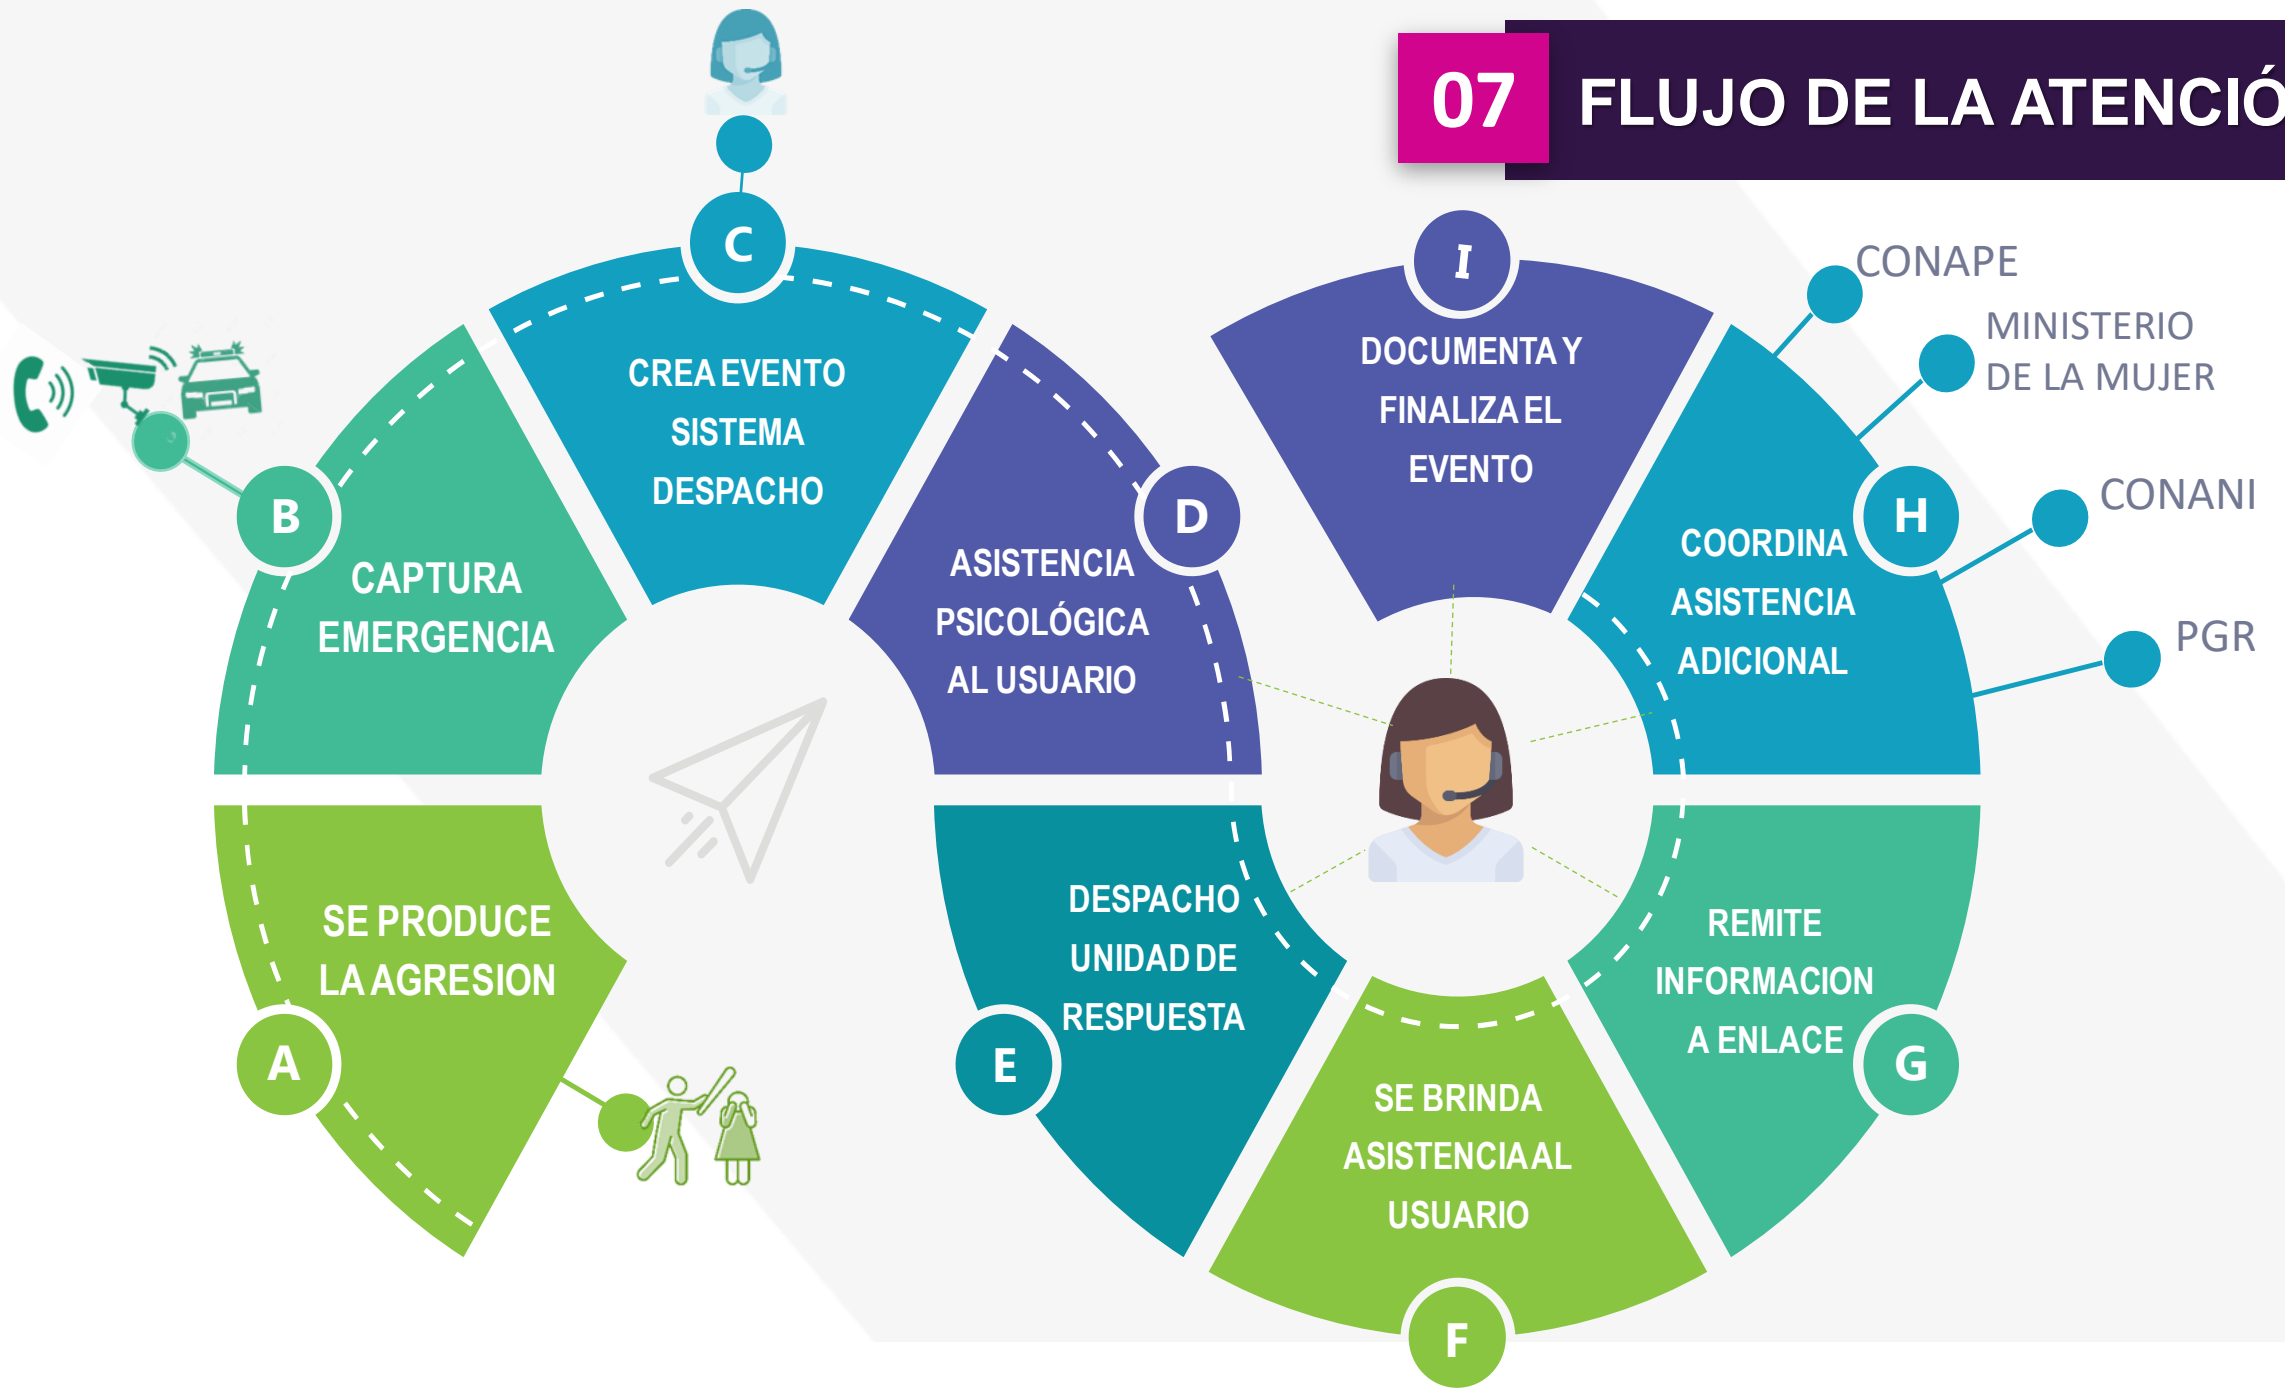 07
FLUJO DE LA ATENCIÓ
A
SE PRODUCE
LA AGRESION
B
CAPTURA
EMERGENCIA
C
CREA EVENTO
SISTEMA
DESPACHO
D
ASISTENCIA
PSICOLÓGICA
AL USUARIO
E
DESPACHO
UNIDAD DE
RESPUESTA
F
SE BRINDA
ASISTENCIA AL
USUARIO
G
REMITE
INFORMACION
A ENLACE
H
COORDINA
ASISTENCIA
ADICIONAL
CONAPE
MINISTERIO
DE LA MUJER
CONANI
PGR
I
DOCUMENTA Y
FINALIZA EL
EVENTO